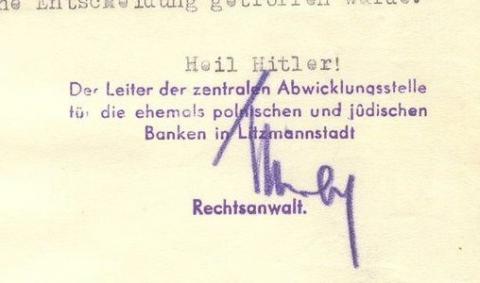 Entscheidung getroffen wurde.
Heil Hitler!
Der Leiter der zentralen Abwicklungsstelle
für die ehemals polnischen und jüdischen
Banken in Litzmannstadt
Rechtsanwalt.